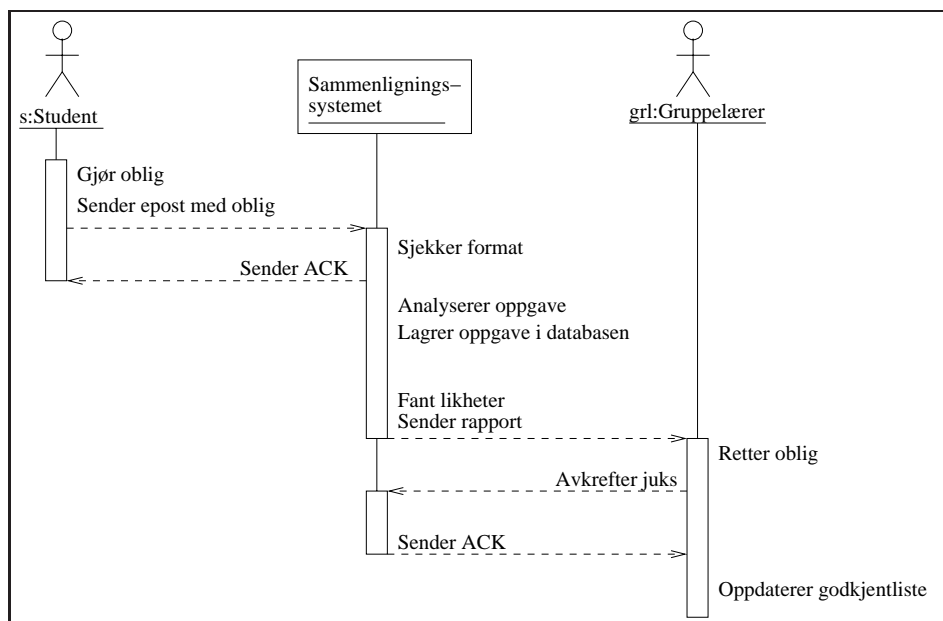 Sammenlignings–
systemet
s:Student
grl:Gruppelærer
Gjør oblig
Sender epost med oblig
Sjekker format
Sender ACK
Analyserer oppgave
Lagrer oppgave i databasen
Fant likheter
Sender rapport
Retter oblig
Avkrefter juks
Sender ACK
Oppdaterer godkjentliste